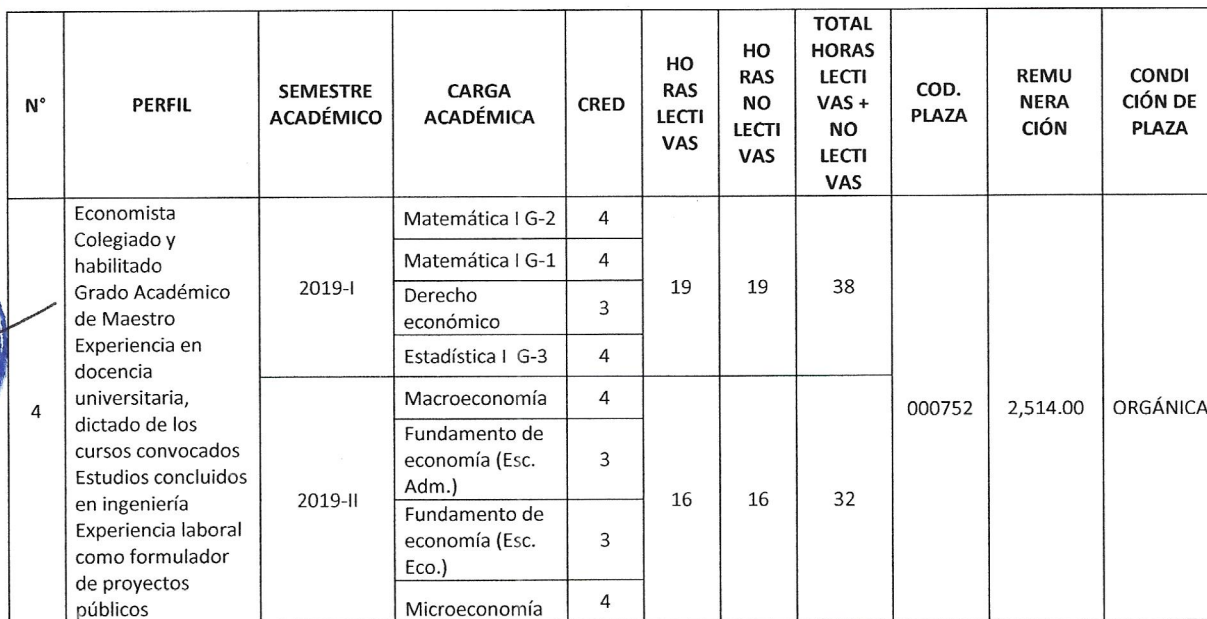 N°
PERFIL
SEMESTRE
ACADÉMICO
CARGA
ACADÉMICA
CRED
HO
RAS
LECTI
VAS
HO
RAS
NO
LECTI
VAS
TOTAL
HORAS
LECTI
VAS +
NO
LECTI
VAS
COD.
PLAZA
REMU
NERA
CIÓN
CONDI
CIÓN DE
PLAZA
4
Economista
Colegiado y
habilitado
Grado Académico
de Maestro
Experiencia en
docencia
universitaria,
dictado de los
cursos convocados
Estudios concluidos
en ingeniería
Experiencia laboral
como formulador
de proyectos
públicos
2019-I
Matemática I G-2
4
Matemática I G-1
4
Derecho
económico
3
Estadística I G-3
4
19
19
38
2019-II
Macroeconomía
4
Fundamento de
economía (Esc.
Adm.)
3
Fundamento de
economía (Esc.
Eco.)
3
Microeconomía
4
16
16
32
000752
2,514.00
ORGÁNICA